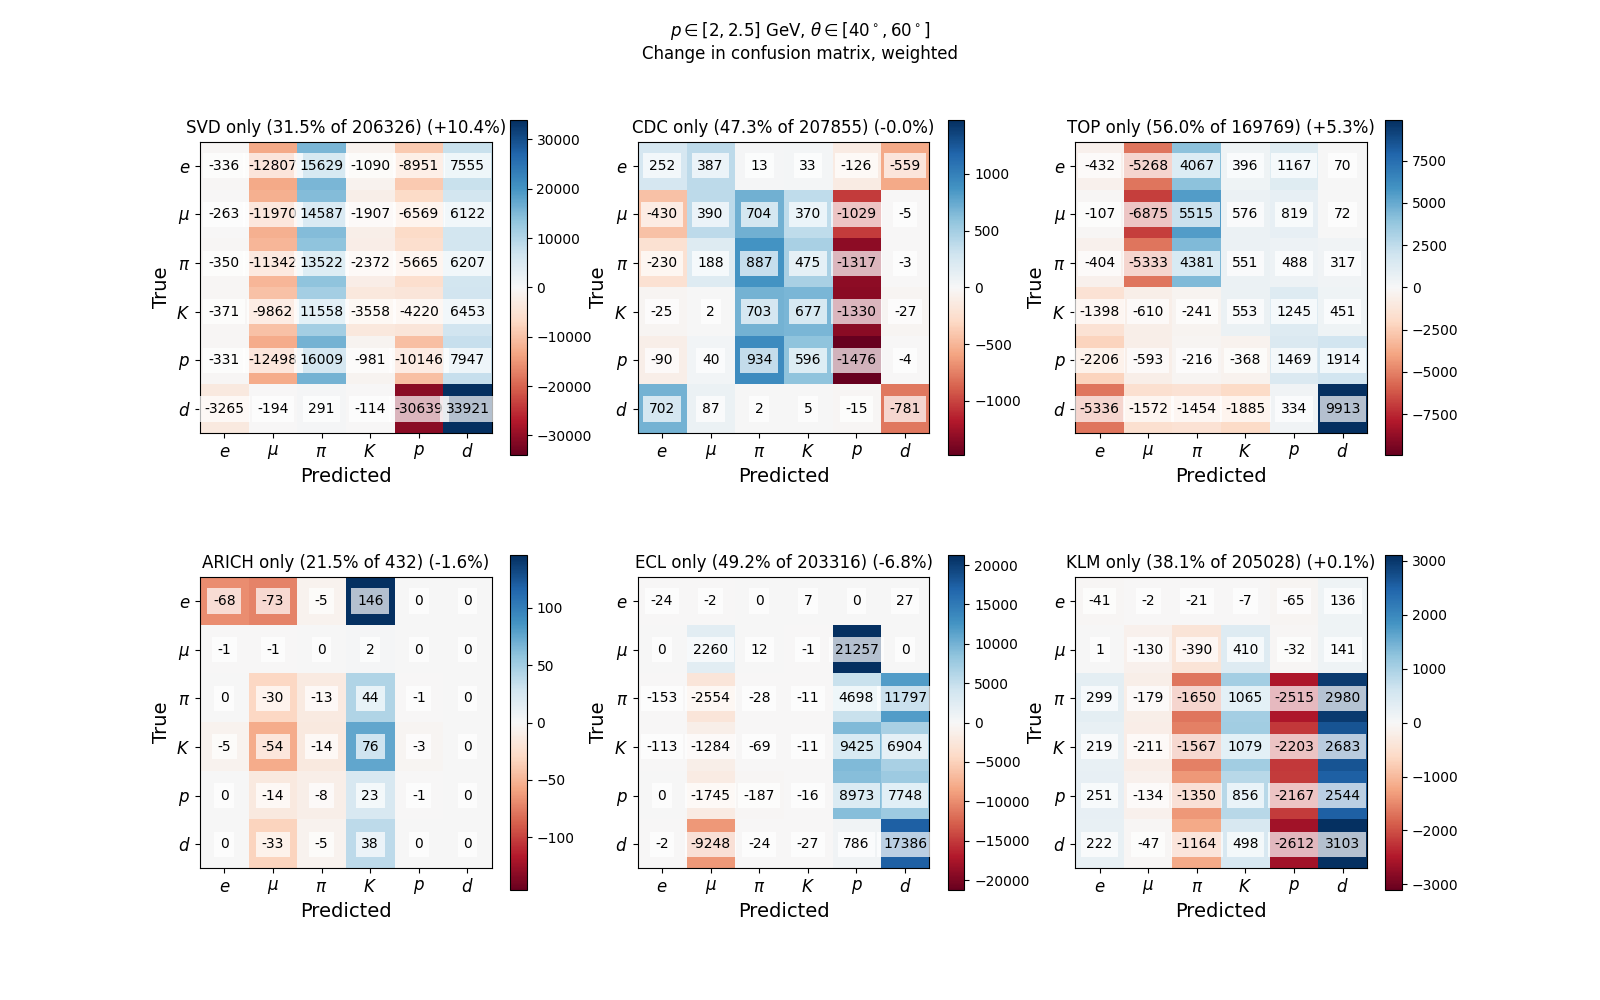 p ∈ [2, 2.5] GeV, θ ∈ [40°, 60°]
Change in confusion matrix, weighted
SVD only (31.5% of 206326) (+10.4%)
e -336 -12807 15629 -1090 -8951 7555
μ -263 -11970 14587 -1907 -6569 6122
π -350 -11342 13522 -2372 -5665 6207
K -371 -9862 11558 -3558 -4220 6453
p -331 -12498 16009 -981 -10146 7947
d -3265 -194 291 -114 -30639 33921
e μ π K p d
Predicted
True
30000
20000
10000
0
−10000
−20000
−30000
CDC only (47.3% of 207855) (-0.0%)
e 252 387 13 33 -126 -559
μ -430 390 704 370 -1029 -5
π -230 188 887 475 -1317 -3
K -25 2 703 677 -1330 -27
p -90 40 934 596 -1476 -4
d 702 87 2 5 -15 -781
e μ π K p d
Predicted
True
1000
500
0
−500
−1000
TOP only (56.0% of 169769) (+5.3%)
e -432 -5268 4067 396 1167 70
μ -107 -6875 5515 576 819 72
π -404 -5333 4381 551 488 317
K -1398 -610 -241 553 1245 451
p -2206 -593 -216 -368 1469 1914
d -5336 -1572 -1454 -1885 334 9913
e μ π K p d
Predicted
True
7500
5000
2500
0
−2500
−5000
−7500
ARICH only (21.5% of 432) (-1.6%)
e -68 -73 -5 146 0 0
μ -1 -1 0 2 0 0
π 0 -30 -13 44 -1 0
K -5 -54 -14 76 -3 0
p 0 -14 -8 23 -1 0
d 0 -33 -5 38 0 0
e μ π K p d
Predicted
True
100
50
0
−50
−100
ECL only (49.2% of 203316) (-6.8%)
e -24 -2 0 7 0 27
μ 0 2260 12 -1 21257 0
π -153 -2554 -28 -11 4698 11797
K -113 -1284 -69 -11 9425 6904
p 0 -1745 -187 -16 8973 7748
d -2 -9248 -24 -27 786 17386
e μ π K p d
Predicted
True
20000
15000
10000
5000
0
−5000
−10000
−15000
−20000
KLM only (38.1% of 205028) (+0.1%)
e -41 -2 -21 -7 -65 136
μ 1 -130 -390 410 -32 141
π 299 -179 -1650 1065 -2515 2980
K 219 -211 -1567 1079 -2203 2683
p 251 -134 -1350 856 -2167 2544
d 222 -47 -1164 498 -2612 3103
e μ π K p d
Predicted
True
3000
2000
1000
0
−1000
−2000
−3000